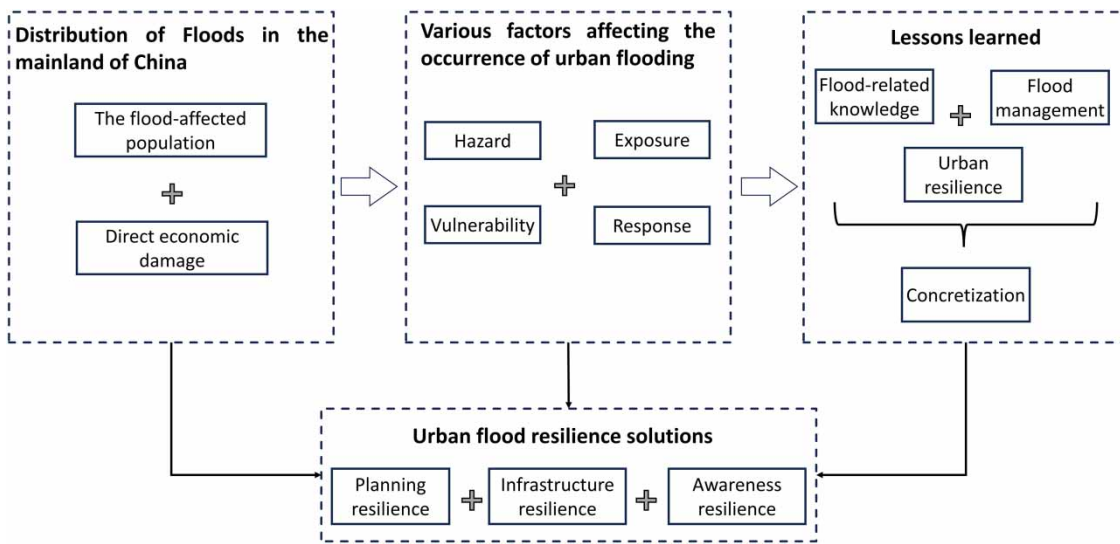 Distribution of Floods in the
mainland of China
The flood-affected
population
Direct economic
damage
Various factors affecting the
occurrence of urban flooding
Hazard
Exposure
Vulnerability
Response
Lessons learned
Flood-related
knowledge
Flood
management
Urban
resilience
Concretization
Urban flood resilience solutions
Planning
resilience
Infrastructure
resilience
Awareness
resilience